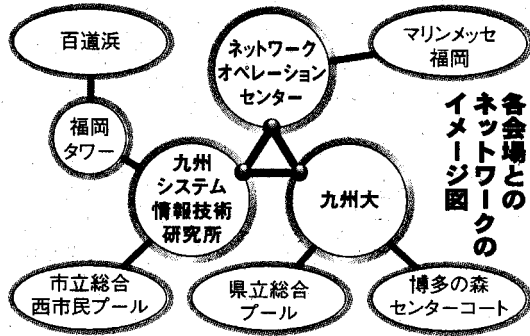 百道浜
ネットワーク
オペレーション
センター
マリンメッセ
福岡
各会場との
ネットワークの
イメージ図
福岡
タワー
九州
システム
情報技術
研究所
九州大
市立総合
西市民プール
県立総合
プール
博多の森
センターコート